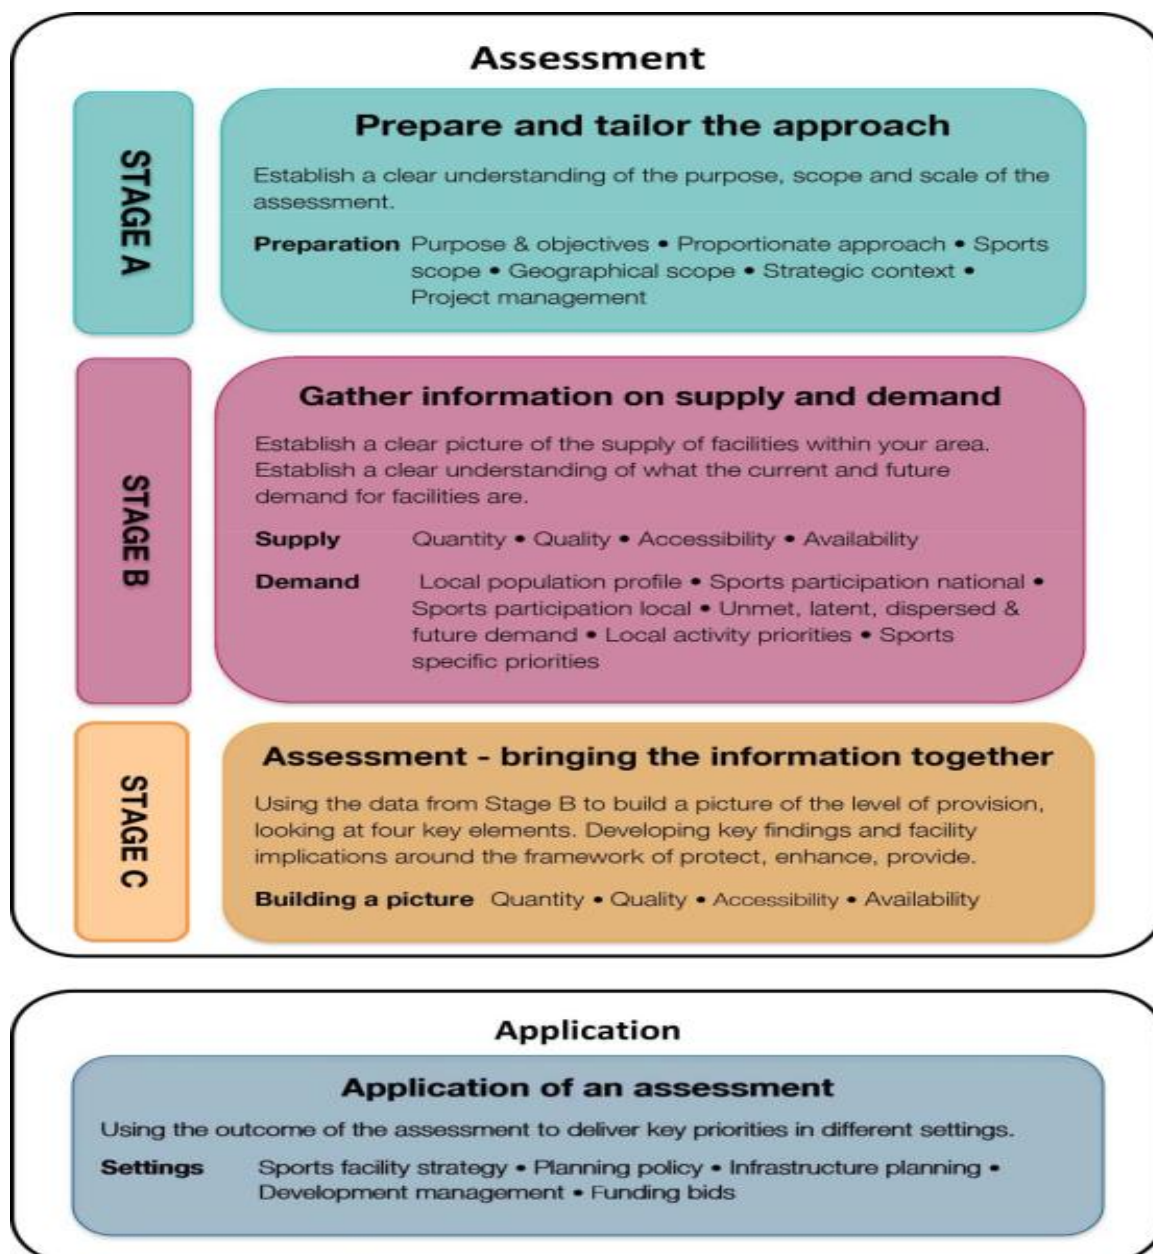 Assessment
STAGE A
Prepare and tailor the approach
Establish a clear understanding of the purpose, scope and scale of the
assessment.
Preparation Purpose & objectives • Proportionate approach • Sports
scope • Geographical scope • Strategic context •
Project management
STAGE B
Gather information on supply and demand
Establish a clear picture of the supply of facilities within your area.
Establish a clear understanding of what the current and future
demand for facilities are.
Supply Quantity • Quality • Accessibility • Availability
Demand Local population profile • Sports participation national •
Sports participation local • Unmet, latent, dispersed &
future demand • Local activity priorities • Sports
specific priorities
STAGE C
Assessment - bringing the information together
Using the data from Stage B to build a picture of the level of provision,
looking at four key elements. Developing key findings and facility
implications around the framework of protect, enhance, provide.
Building a picture Quantity • Quality • Accessibility • Availability
Application
Application of an assessment
Using the outcome of the assessment to deliver key priorities in different settings.
Settings Sports facility strategy • Planning policy • Infrastructure planning •
Development management • Funding bids